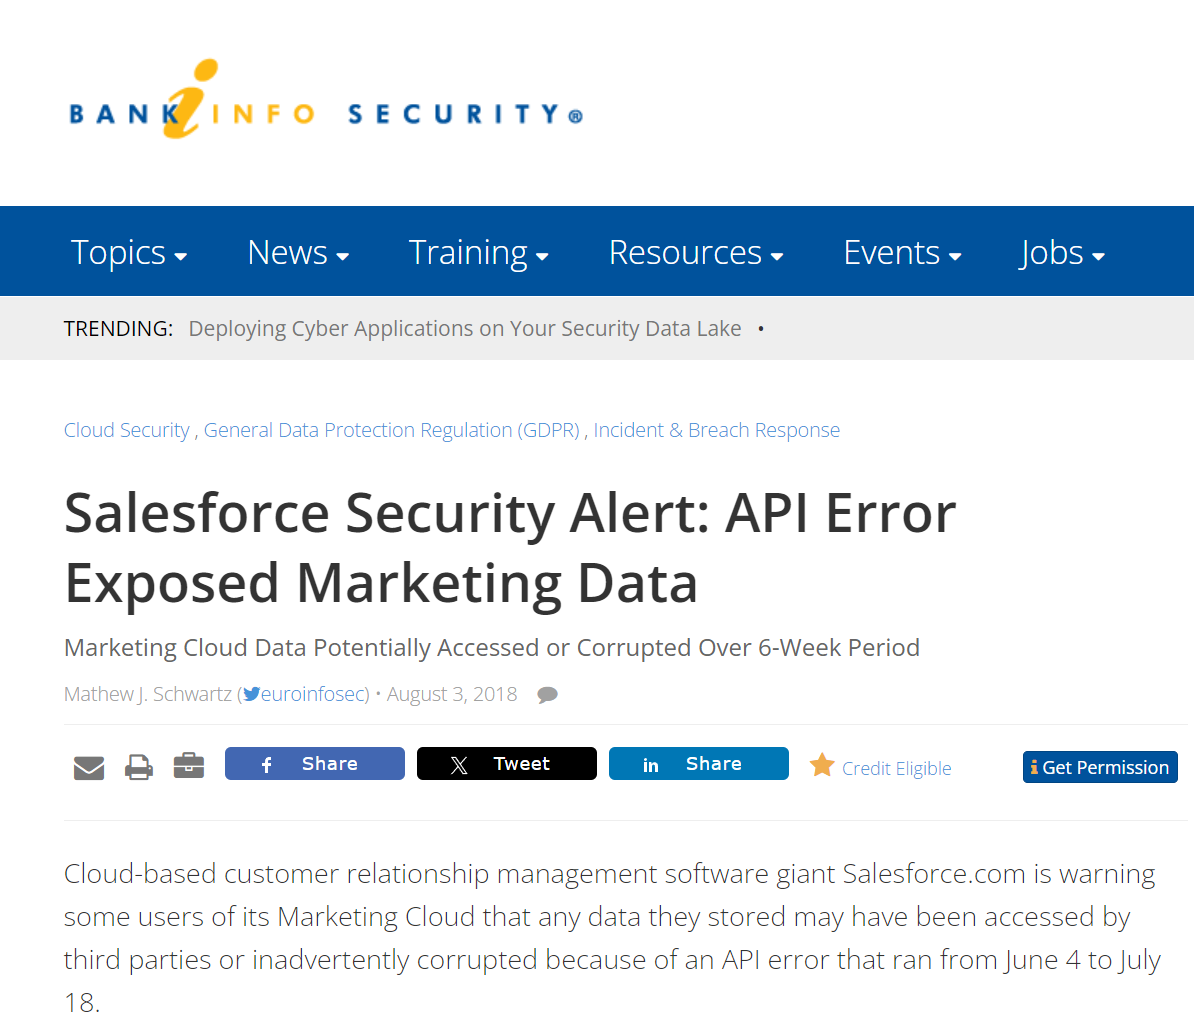 BANK INFO SECURITY®
Topics News Training Resources Events Jobs
TRENDING: Deploying Cyber Applications on Your Security Data Lake •
Cloud Security , General Data Protection Regulation (GDPR) , Incident & Breach Response
Salesforce Security Alert: API Error
Exposed Marketing Data
Marketing Cloud Data Potentially Accessed or Corrupted Over 6-Week Period
Mathew J. Schwartz (euroinfosec) • August 3, 2018
Share Tweet Share Credit Eligible Get Permission
Cloud-based customer relationship management software giant Salesforce.com is warning
some users of its Marketing Cloud that any data they stored may have been accessed by
third parties or inadvertently corrupted because of an API error that ran from June 4 to July
18.